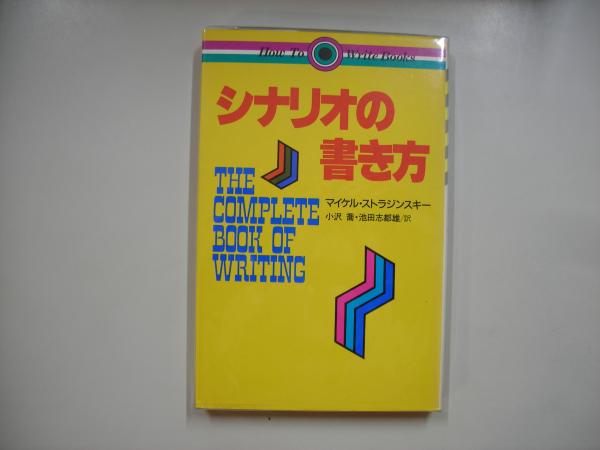 How To Write Books
シナリオの
書き方
THE
COMPLETE
BOOK OF
WRITING
マイケル・ストラジンスキー
小沢 喬・池田志都雄/訳